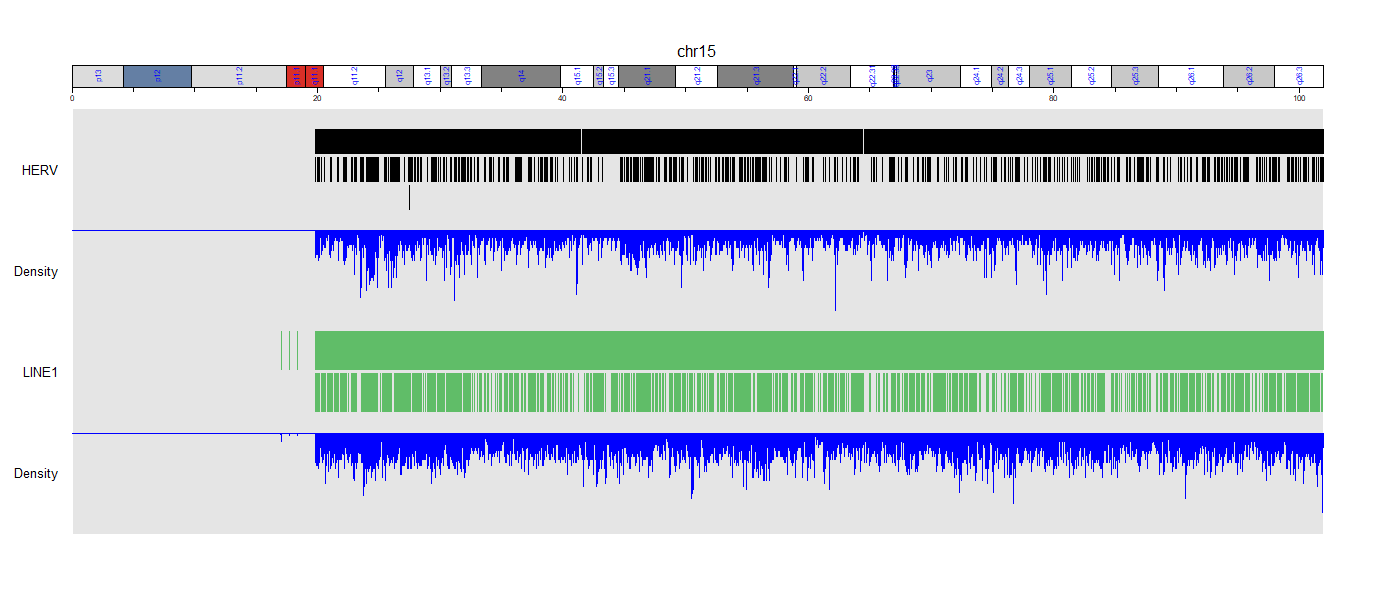 chr15
p13 p12 p11.2 p11.1 q11.1 q11.2 q12 q13.1 q13.2 q13.3 q14 q15.1 q15.2 q15.3 q21.1 q21.2 q21.3 q22.2 q22.31 q23 q24.1 q24.2 q24.3 q25.1 q25.2 q25.3 q26.1 q26.2 q26.3
0 20 40 60 80 100
HERV
Density
LINE1
Density